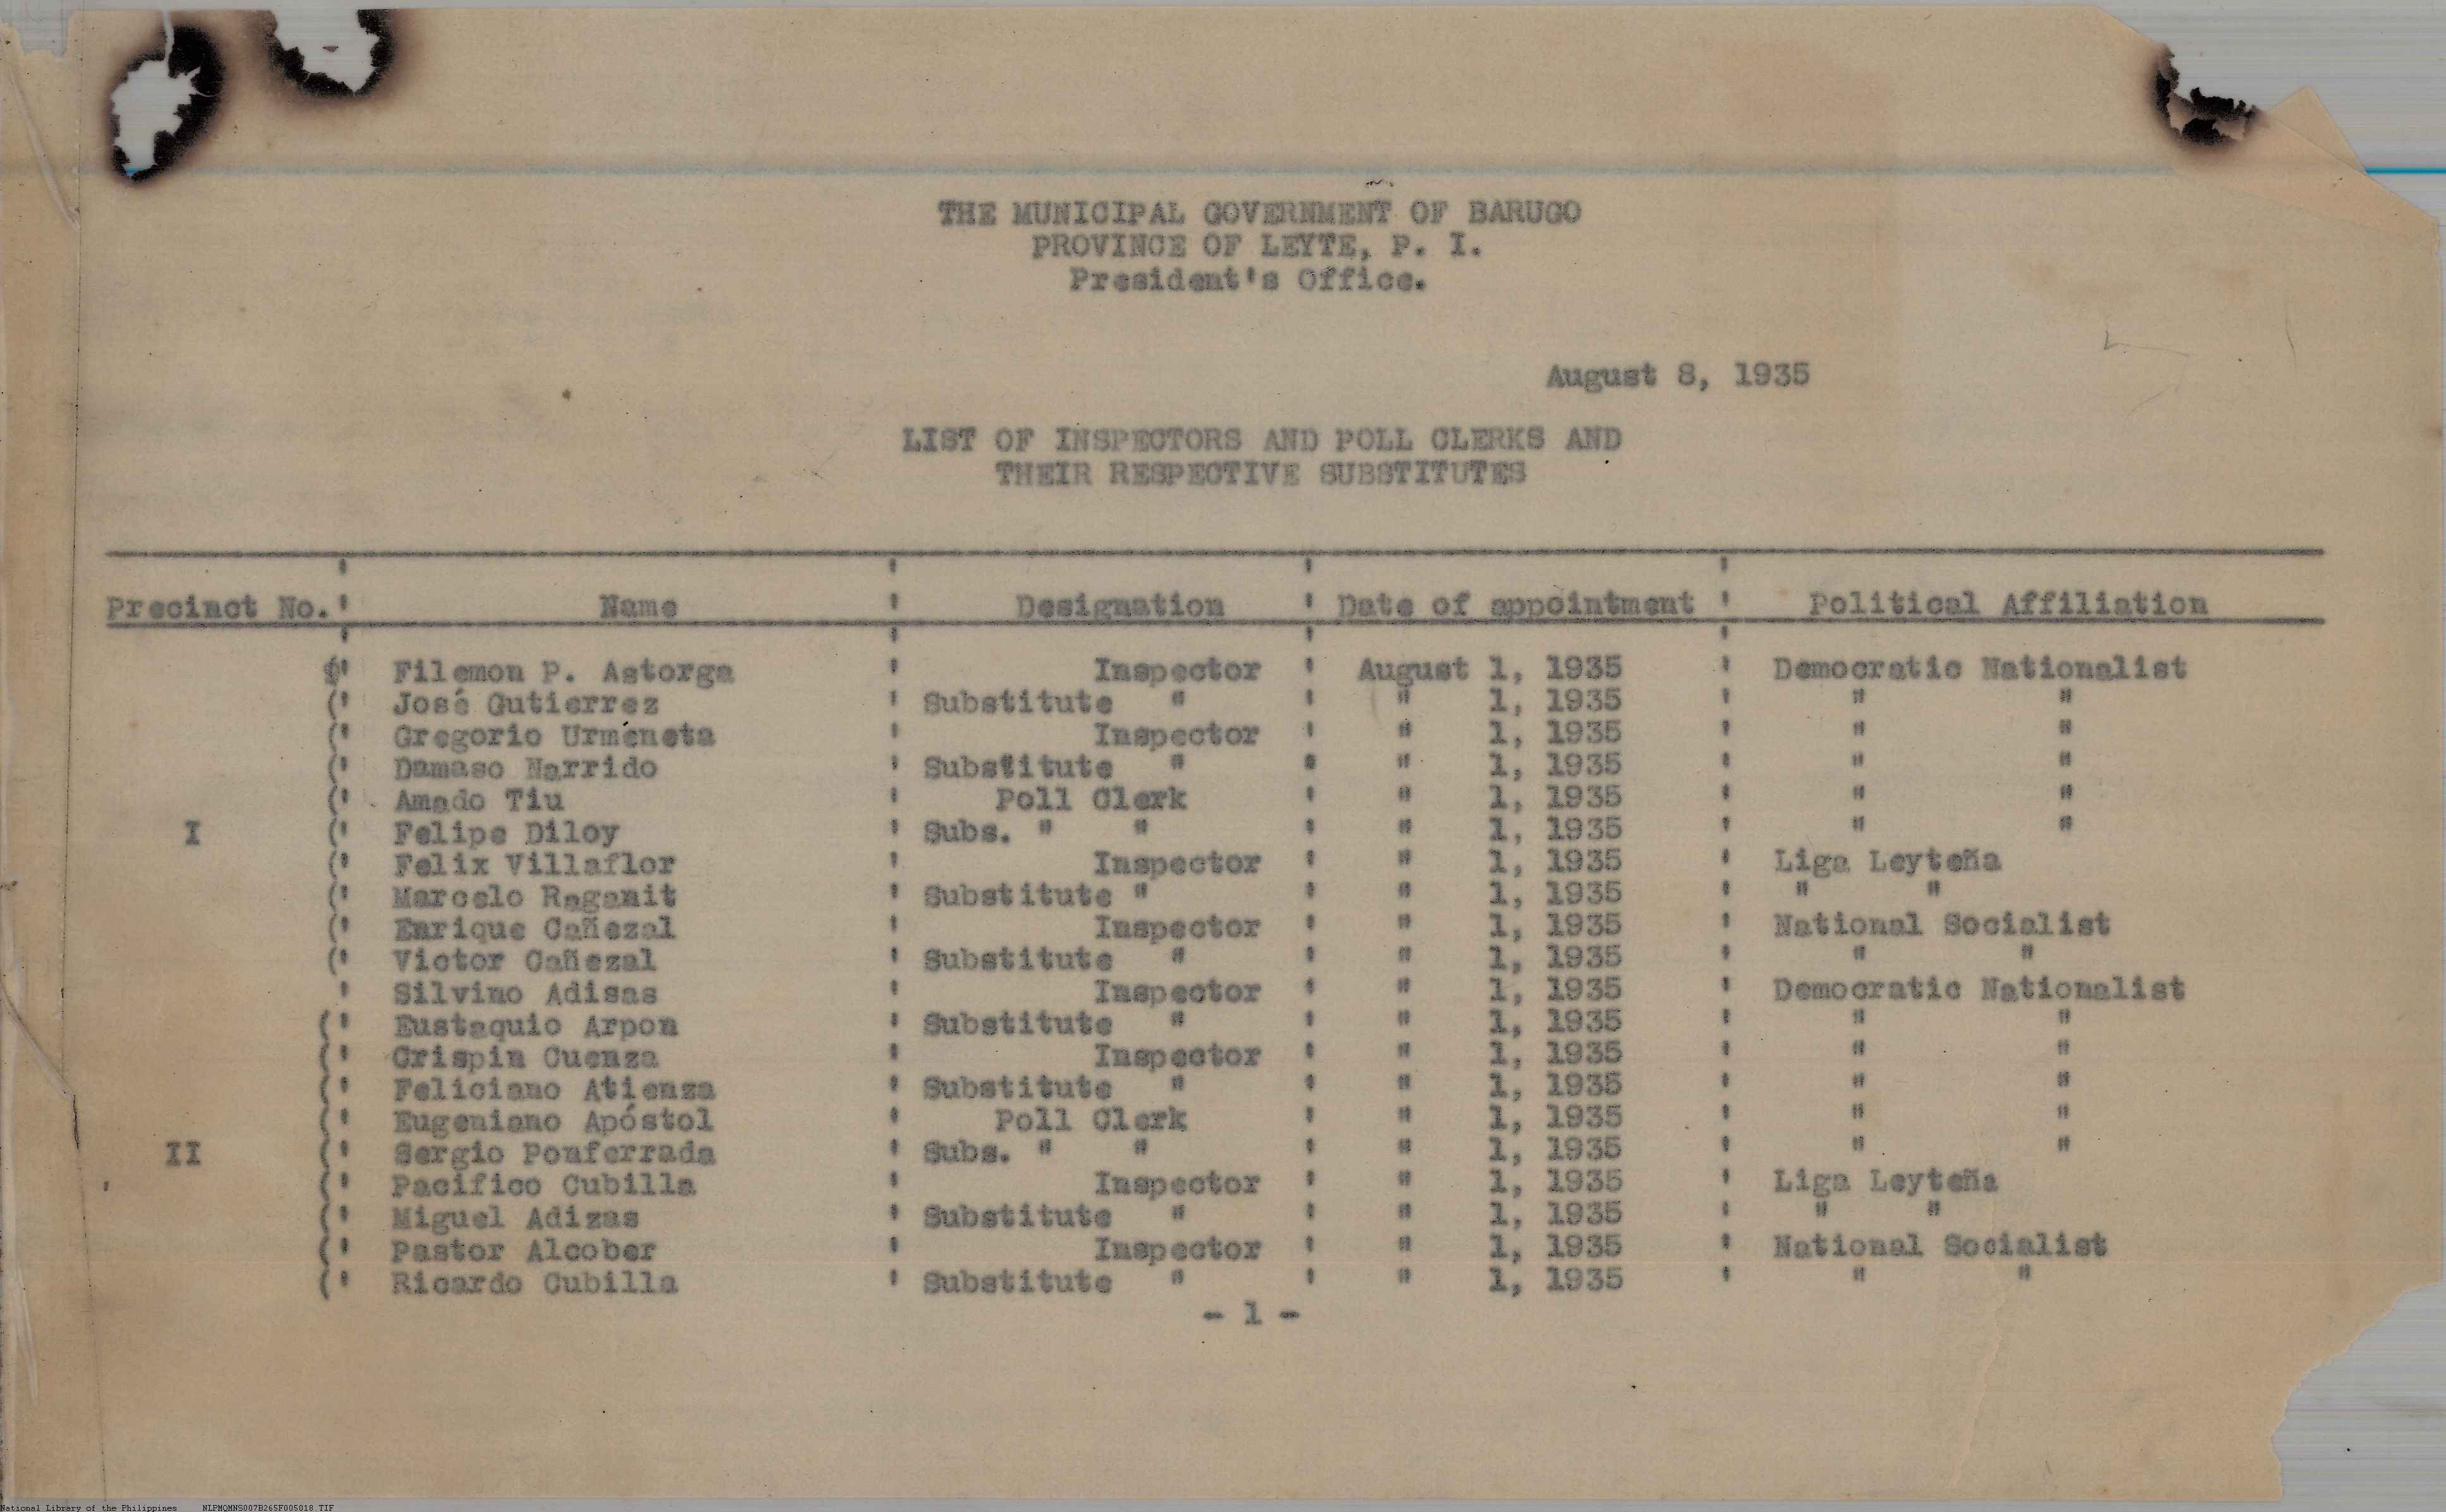 THE MUNICIPAL GOVERNMENT OF BARUGO
PROVINCE OF LEYTE, P. I.
President's Office.
August 8, 1935
LIST OF INSPECTORS AND POLL CLERKS AND
THEIR RESPECTIVE SUBSTITUTES
Precinct No. ' Name ' Designation ' Date of appointment ' Political Affiliation
(' Filemon P. Astorga ' Inspector ' August 1, 1935 ' Democratic Nationalist
(' José Gutierrez ' Substitute " ' " 1, 1935 ' " "
(' Gregorio Urméneta ' Inspector ' " 1, 1935 ' " "
(' Damaso Narrido ' Substitute " ' " 1, 1935 ' " "
(' Amado Tiu ' Poll Clerk ' " 1, 1935 ' " "
I (' Felipe Diloy ' Subs. " " ' " 1, 1935 ' " "
(' Felix Villaflor ' Inspector ' " 1, 1935 ' Liga Leyteña
(' Marcelo Raganit ' Substitute " ' " 1, 1935 ' " "
(' Enrique Cañezal ' Inspector ' " 1, 1935 ' National Socialist
(' Victor Cañezal ' Substitute " ' " 1, 1935 ' " "
' Silvino Adisas ' Inspector ' " 1, 1935 ' Democratic Nationalist
(' Eustaquio Arpon ' Substitute " ' " 1, 1935 ' " "
(' Crispin Cuenza ' Inspector ' " 1, 1935 ' " "
(' Feliciano Atienza ' Substitute " ' " 1, 1935 ' " "
(' Eugeniano Apóstol ' Poll Clerk ' " 1, 1935 ' " "
II (' Sergio Ponferrada ' Subs. " " ' " 1, 1935 ' " "
(' Pacifico Cubilla ' Inspector ' " 1, 1935 ' Liga Leyteña
(' Miguel Adizas ' Substitute " ' " 1, 1935 ' " "
(' Pastor Alcober ' Inspector ' " 1, 1935 ' National Socialist
(' Ricardo Cubilla ' Substitute " ' " 1, 1935 ' " "
- 1 -
National Library of the Philippines NLPMQMNS007B265F005018.TIF